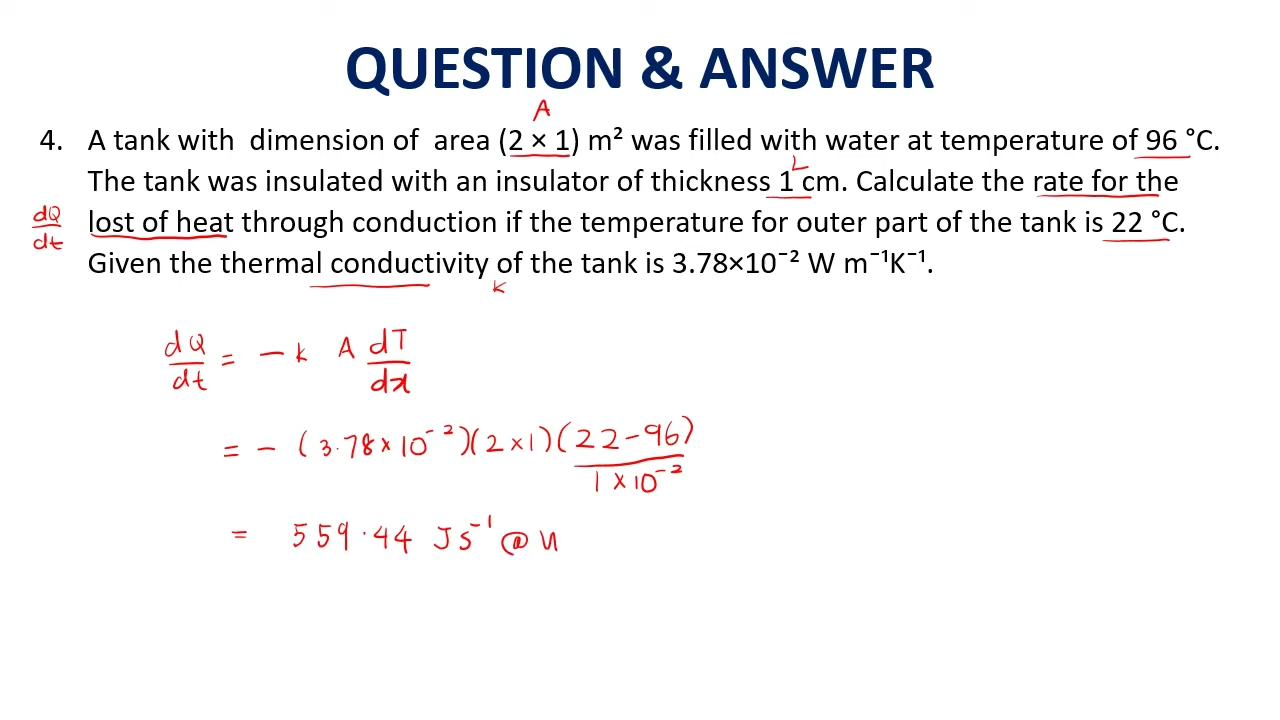 QUESTION & ANSWER
A
4. A tank with dimension of area (2 × 1) m² was filled with water at temperature of 96 °C.
L
The tank was insulated with an insulator of thickness 1 cm. Calculate the rate for the
dQ/dt
lost of heat through conduction if the temperature for outer part of the tank is 22 °C.
Given the thermal conductivity of the tank is 3.78×10⁻² W m⁻¹K⁻¹.
K
dQ/dt = - k A dT/dx
= - (3.78 × 10⁻²)(2 × 1)(22 - 96)/1 × 10⁻²
= 559.44 Js⁻¹ @